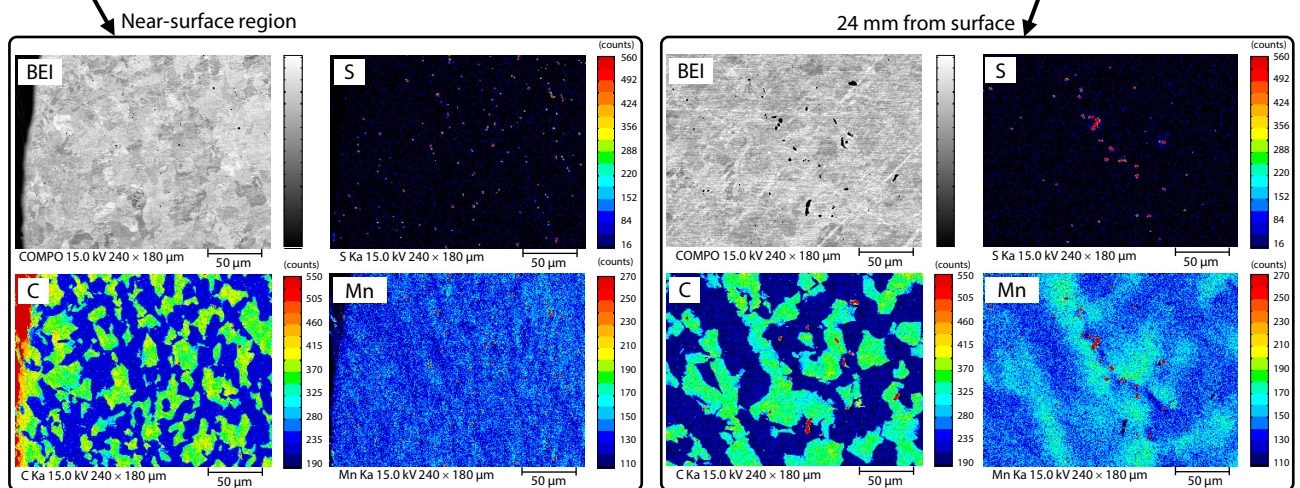 Near-surface region
24 mm from surface
BEI
COMPO 15.0 kV 240 × 180 µm
50 µm
S
(counts)
560
492
424
356
288
220
152
84
16
S Ka 15.0 kV 240 × 180 µm
50 µm
C
550
505
460
415
370
325
280
235
190
C Ka 15.0 kV 240 × 180 µm
50 µm
Mn
(counts)
270
250
230
210
190
170
150
130
110
Mn Ka 15.0 kV 240 × 180 µm
50 µm
BEI
COMPO 15.0 kV 240 × 180 µm
50 µm
S
(counts)
560
492
424
356
288
220
152
84
16
S Ka 15.0 kV 240 × 180 µm
50 µm
C
550
505
460
415
370
325
280
235
190
C Ka 15.0 kV 240 × 180 µm
50 µm
Mn
(counts)
270
250
230
210
190
170
150
130
110
Mn Ka 15.0 kV 240 × 180 µm
50 µm